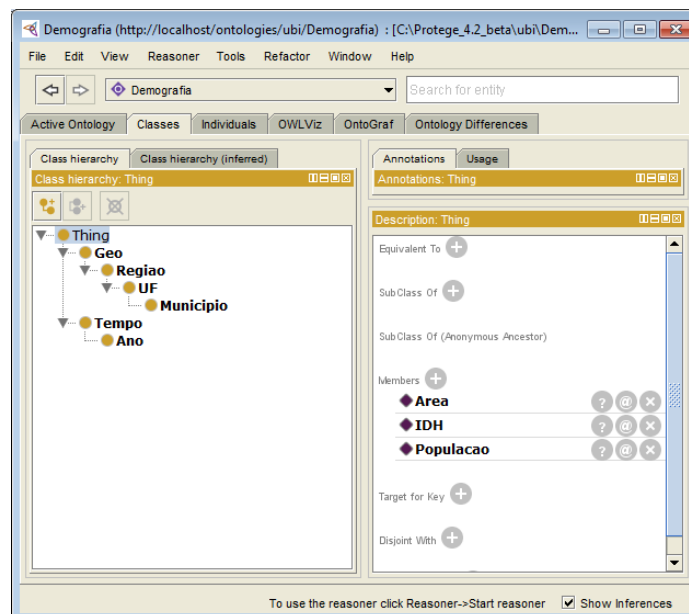 Demografia (http://localhost/ontologies/ubi/Demografia) : [C:\Protege_4.2_beta\ubi\Dem...
File Edit View Reasoner Tools Refactor Window Help
Demografia
Search for entity
Active Ontology Classes Individuals OWLViz OntoGraf Ontology Differences
Class hierarchy Class hierarchy (inferred)
Class hierarchy: Thing
Thing
Geo
Regiao
UF
Municipio
Tempo
Ano
Annotations Usage
Annotations: Thing
Description: Thing
Equivalent To
SubClass Of
SubClass Of (Anonymous Ancestor)
Members
Area
IDH
Populacao
Target for Key
Disjoint With
To use the reasoner click Reasoner->Start reasoner Show Inferences